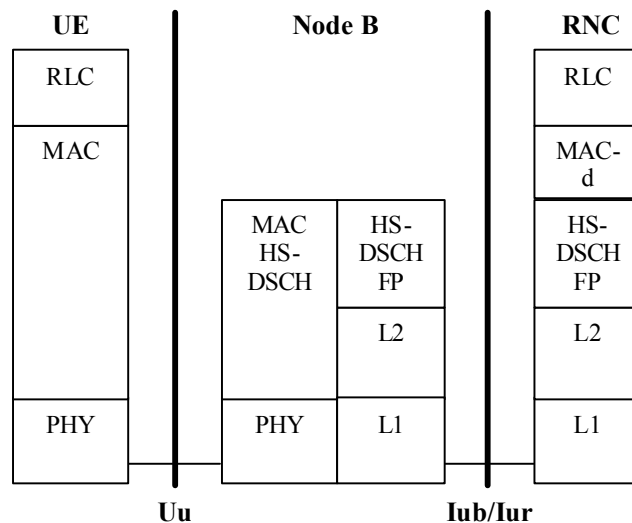 UE
Node B
RNC
RLC
MAC
PHY
MAC
HS-
DSCH
PHY
HS-
DSCH
FP
L2
L1
RLC
MAC-
d
HS-
DSCH
FP
L2
L1
Uu
Iub/Iur